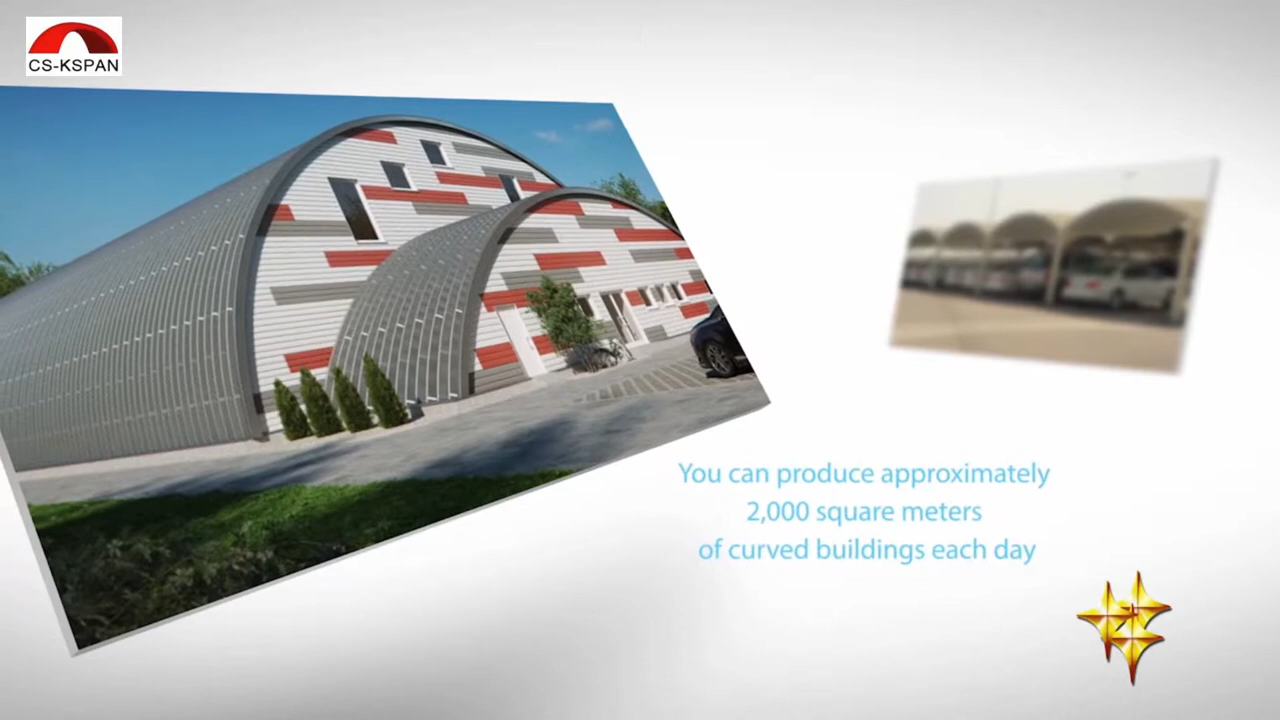 CS-KSPAN
You can produce approximately
2,000 square meters
of curved buildings each day